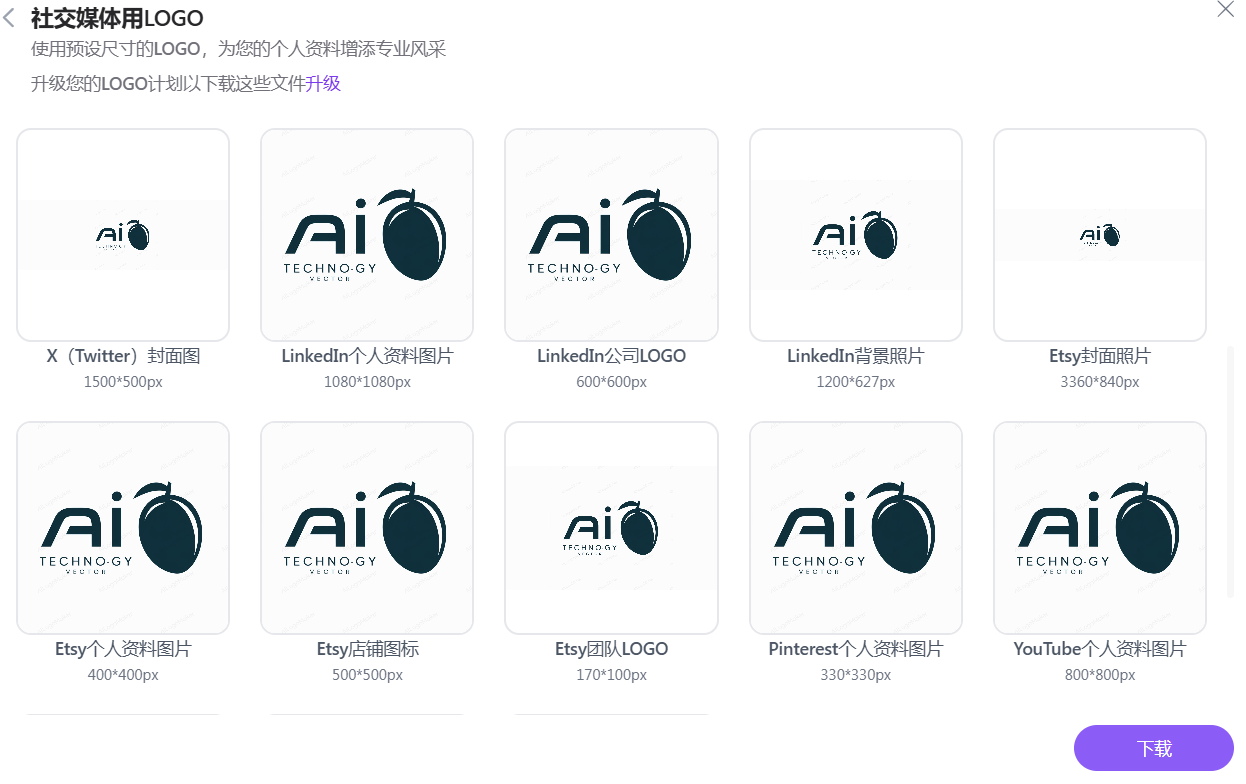 社交媒体用LOGO
使用预设尺寸的LOGO，为您的个人资料增添专业风采
升级您的LOGO计划以下载这些文件升级
Ai
Ai
TECHNO-GY
VECTOR
Ai
TECHNO-GY
VECTOR
Ai
TECHNO-GY
Ai
X（Twitter）封面图
1500*500px
LinkedIn个人资料图片
1080*1080px
LinkedIn公司LOGO
600*600px
LinkedIn背景照片
1200*627px
Etsy封面照片
3360*840px
Ai
TECHNO-GY
VECTOR
Ai
TECHNO-GY
VECTOR
Ai
TECHNO-GY
Ai
TECHNO-GY
VECTOR
Ai
TECHNO-GY
VECTOR
Etsy个人资料图片
400*400px
Etsy店铺图标
500*500px
Etsy团队LOGO
170*100px
Pinterest个人资料图片
330*330px
YouTube个人资料图片
800*800px
下载